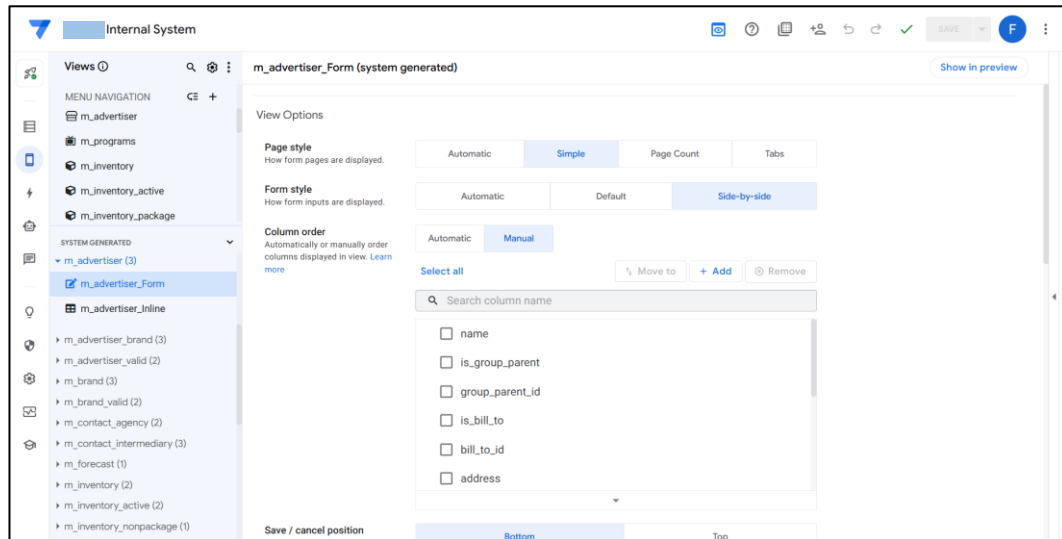 Internal System
SAVE
F
Views
m_advertiser_Form (system generated)
Show in preview
MENU NAVIGATION
m_advertiser
m_programs
m_inventory
m_inventory_active
m_inventory_package
SYSTEM GENERATED
m_advertiser (3)
m_advertiser_Form
m_advertiser_Inline
m_advertiser_brand (3)
m_advertiser_valid (2)
m_brand (3)
m_brand_valid (2)
m_contact_agency (2)
m_contact_intermediary (3)
m_forecast (1)
m_inventory (2)
m_inventory_active (2)
m_inventory_nonpackage (1)
View Options
Page style
How form pages are displayed.
Automatic Simple Page Count Tabs
Form style
How form inputs are displayed.
Automatic Default Side-by-side
Column order
Automatically or manually order
columns displayed in view. Learn
more
Automatic Manual
Select all Move to + Add Remove
Search column name
name
is_group_parent
group_parent_id
is_bill_to
bill_to_id
address
Save / cancel position
Bottom Top